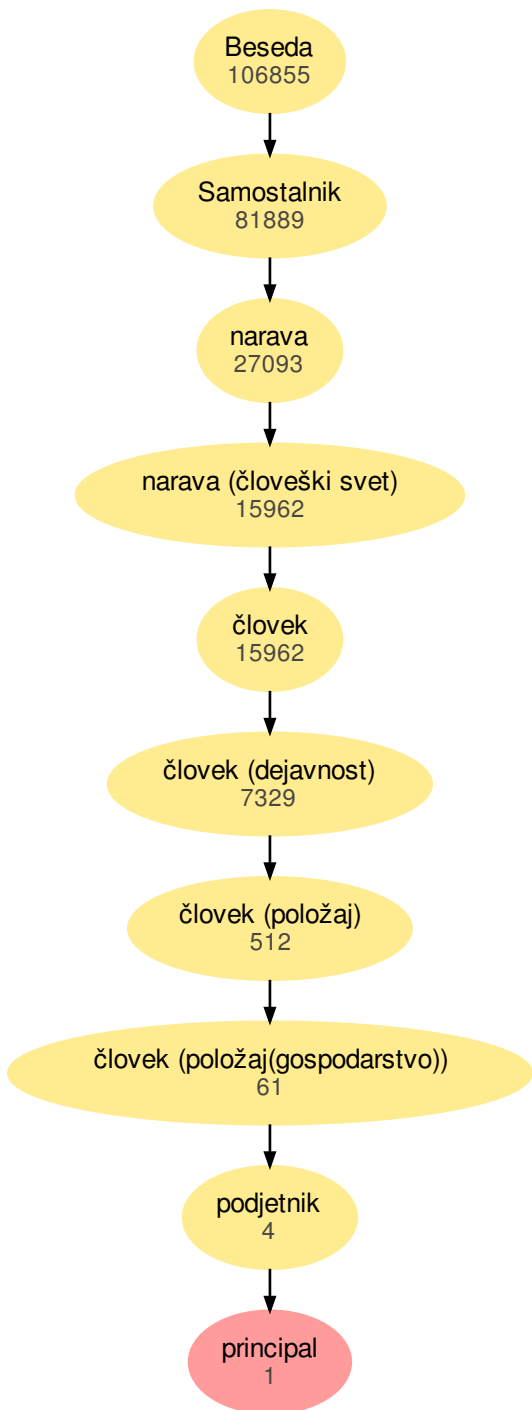 Beseda
106855
Samostalnik
81889
narava
27093
narava (človeški svet)
15962
človek
15962
človek (dejavnost)
7329
človek (položaj)
512
človek (položaj(gospodarstvo))
61
podjetnik
4
principal
1